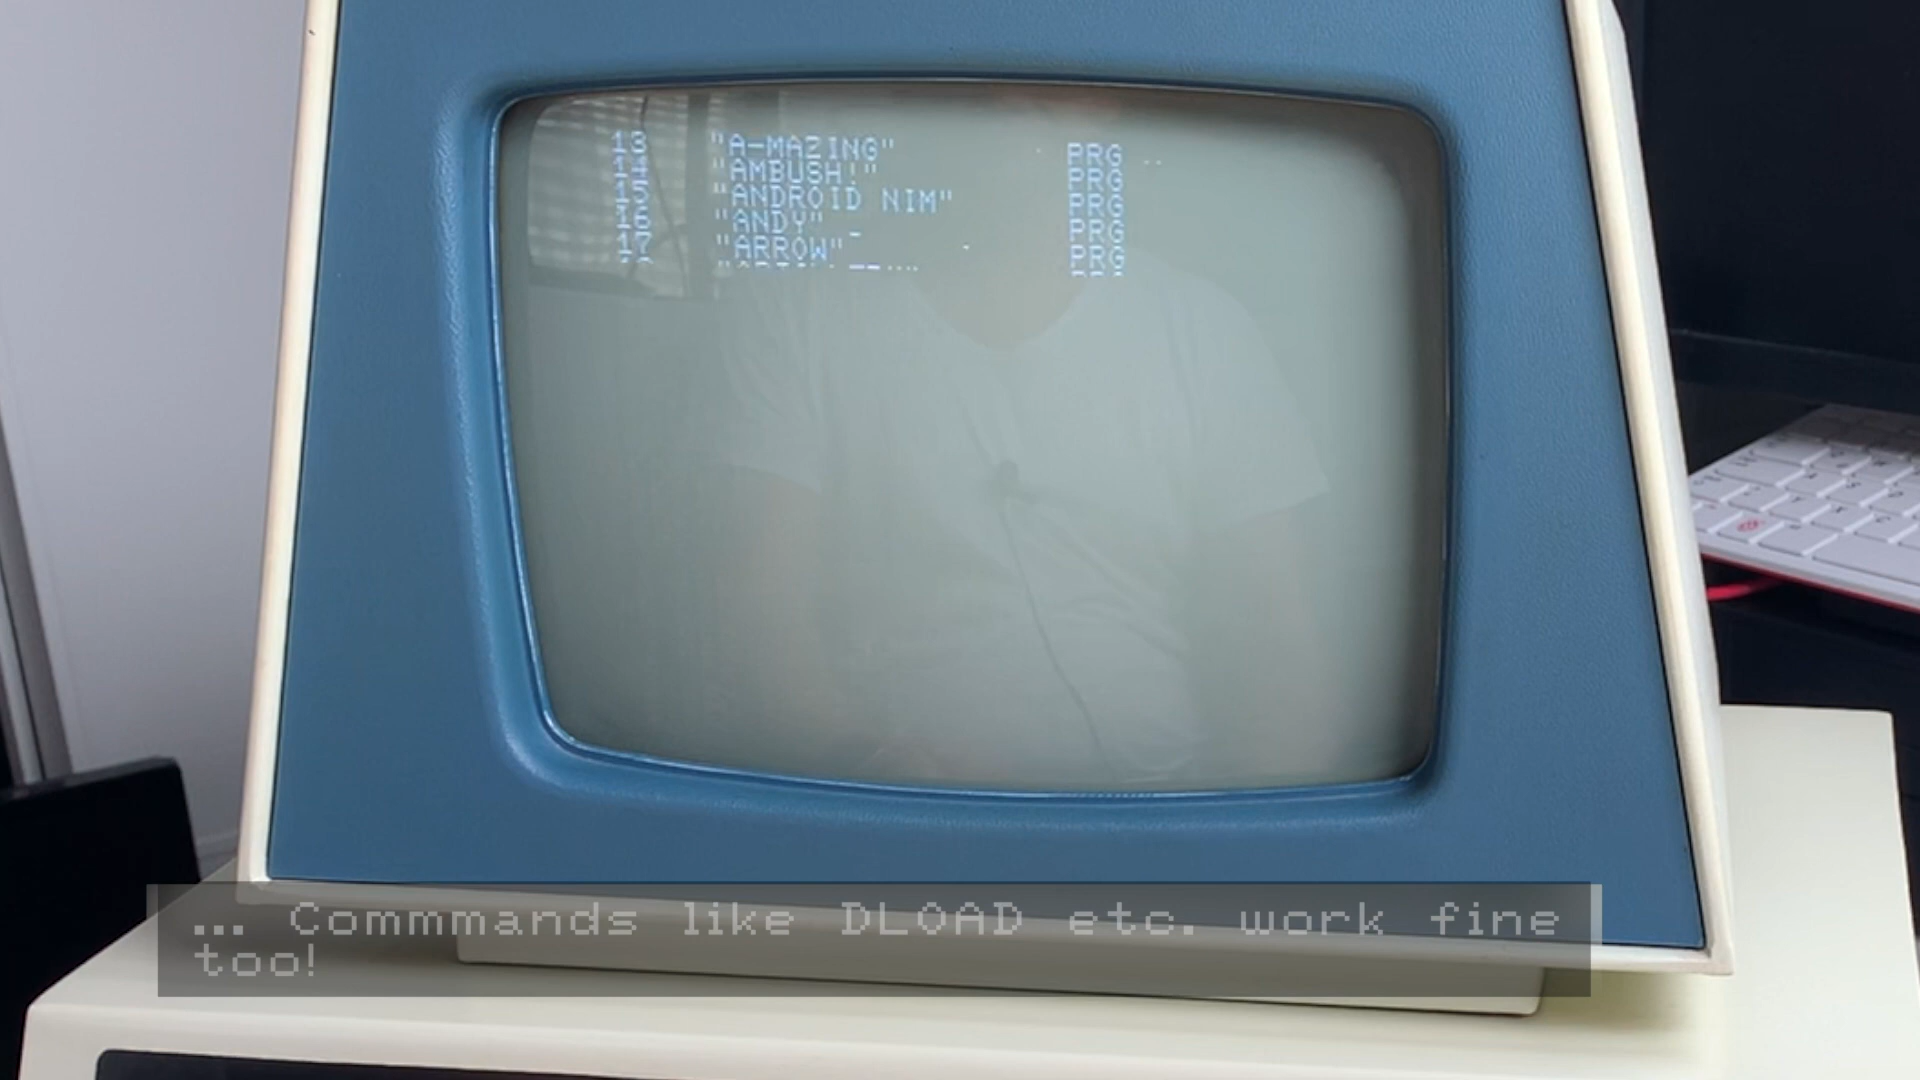 13 "A-MAZING" PRG
14 "AMBUSH!" PRG
15 "ANDROID NIM" PRG
16 "ANDY" PRG
17 "ARROW" PRG
... Commmands like DLOAD etc. work fine
too!